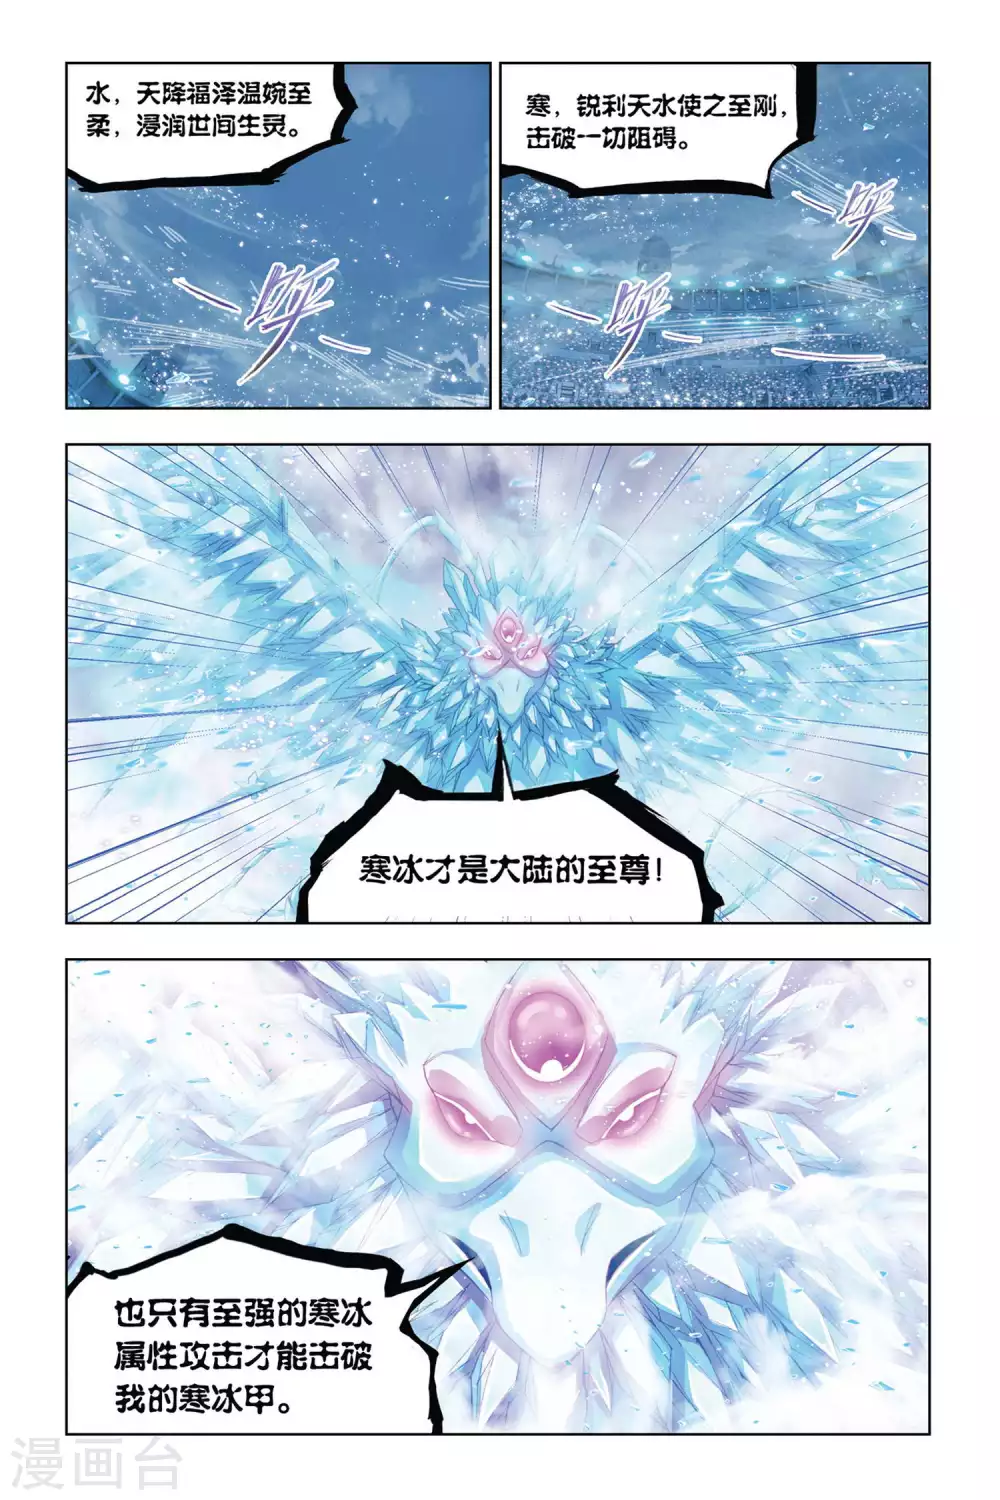 水，天降福泽温婉至
柔，浸润世间生灵。
呼
寒，锐利天水使之至刚，
击破一切阻碍。
呼
呼
寒冰才是大陆的至尊！
也只有至强的寒冰
属性攻击才能击破
我的寒冰甲。
漫画台